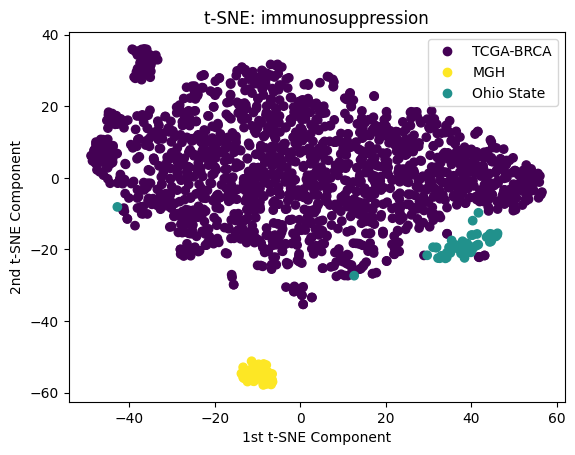 t-SNE: immunosuppression
TCGA-BRCA
MGH
Ohio State
2nd t-SNE Component
40
20
0
−20
−40
−60
−40
−20
0
20
40
60
1st t-SNE Component